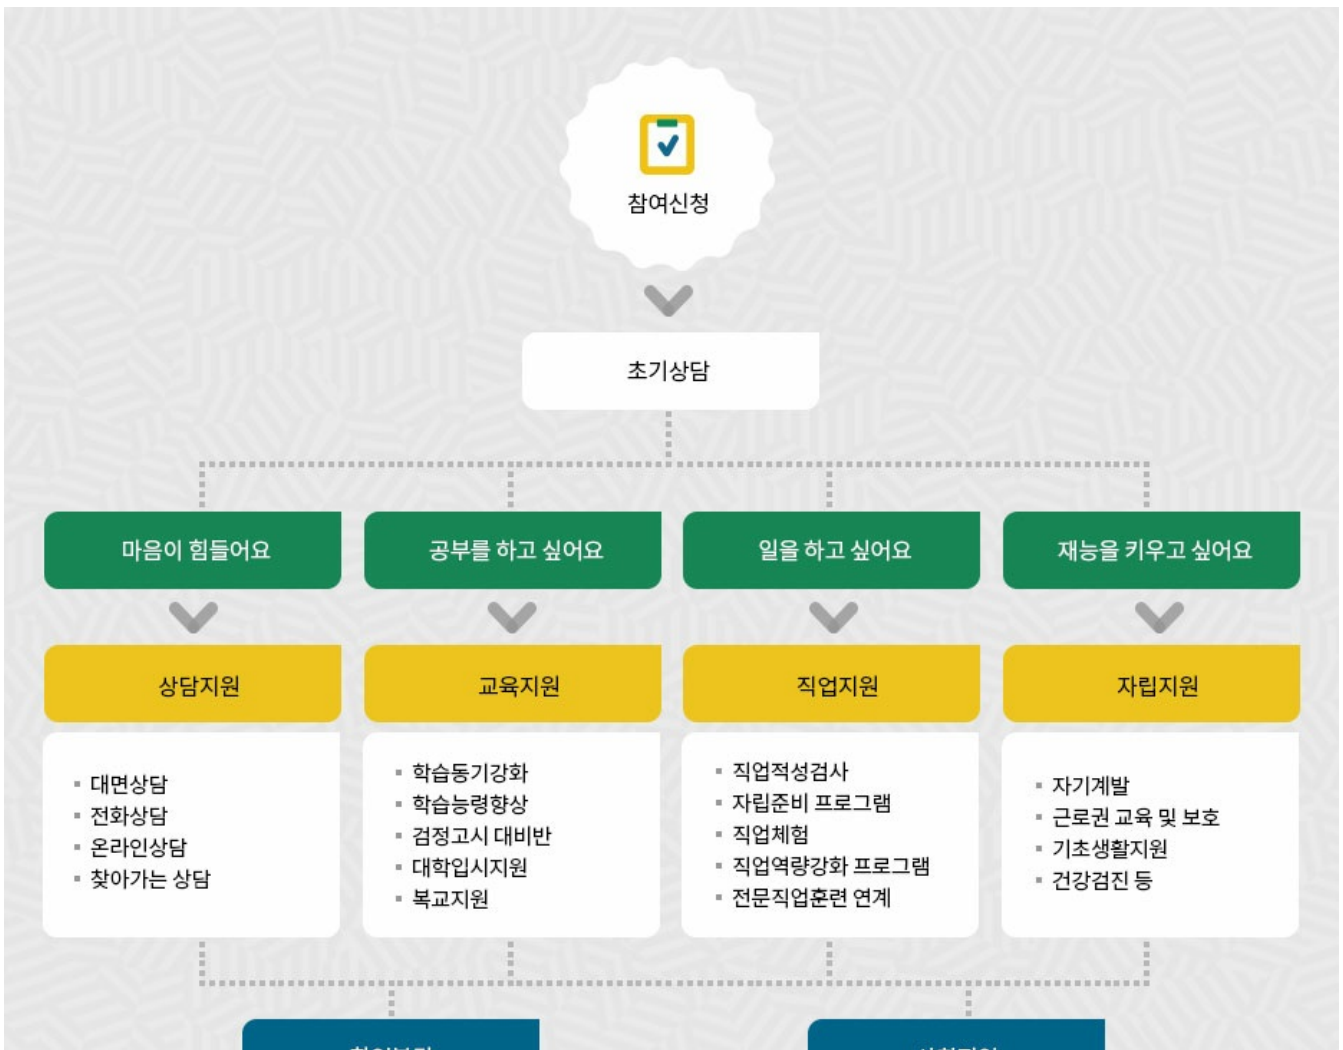 참여신청
초기상담
마음이 힘들어요
공부를 하고 싶어요
일을 하고 싶어요
재능을 키우고 싶어요
상담지원
교육지원
직업지원
자립지원
대면상담
전화상담
온라인상담
찾아가는 상담
학습동기강화
학습능력향상
검정고시 대비반
대학입시지원
복교지원
직업적성검사
자립준비 프로그램
직업체험
직업역량강화 프로그램
전문직업훈련 연계
자기계발
근로권 교육 및 보호
기초생활지원
건강검진 등